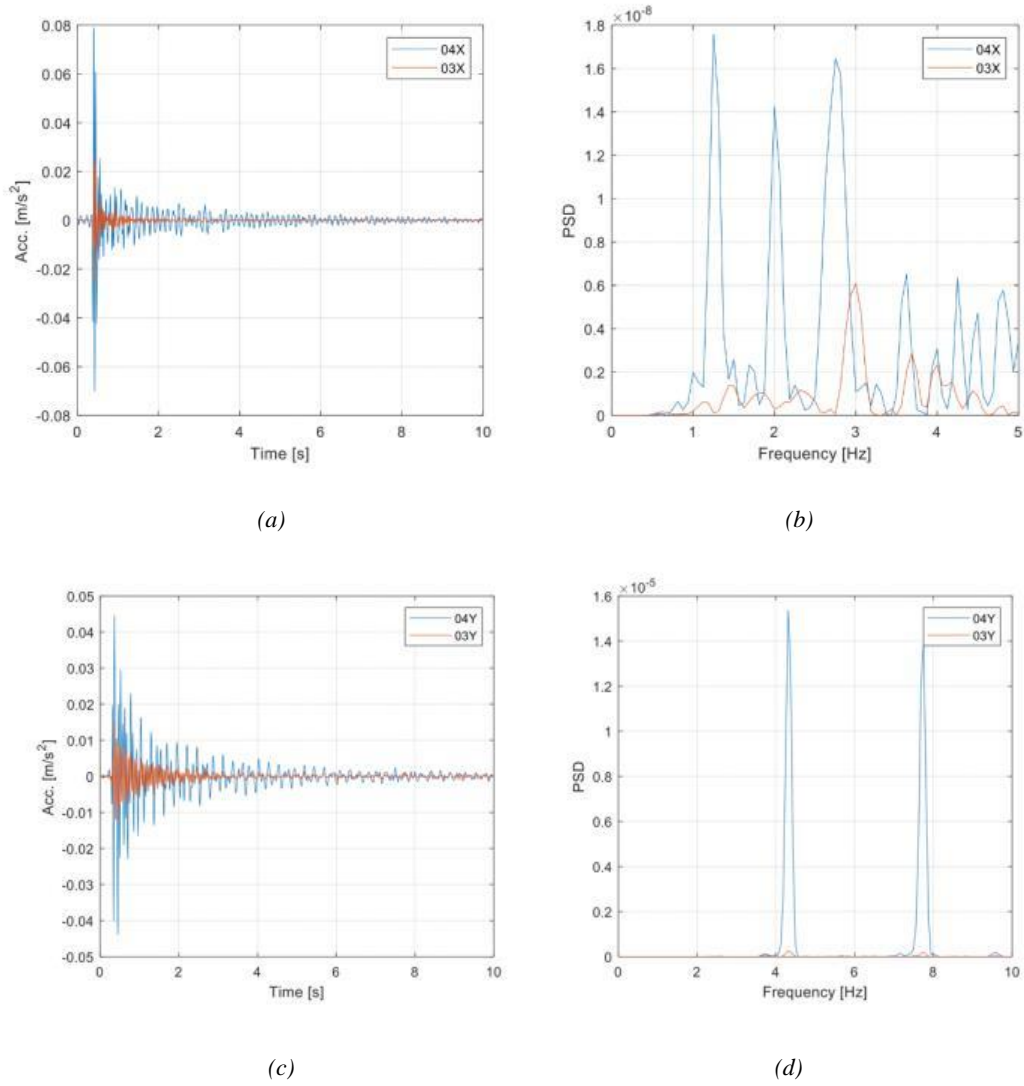 0.08
0.06
0.04
0.02
0
-0.02
-0.04
-0.06
-0.08
Acc. [m/s²]
0 2 4 6 8 10
Time [s]
04X
03X
(a)
×10⁻⁸
1.8
1.6
1.4
1.2
1
0.8
0.6
0.4
0.2
0
PSD
0 1 2 3 4 5
Frequency [Hz]
04X
03X
(b)
0.05
0.04
0.03
0.02
0.01
0
-0.01
-0.02
-0.03
-0.04
-0.05
Acc. [m/s²]
0 2 4 6 8 10
Time [s]
04Y
03Y
(c)
×10⁻⁵
1.6
1.4
1.2
1
0.8
0.6
0.4
0.2
0
PSD
0 2 4 6 8 10
Frequency [Hz]
04Y
03Y
(d)